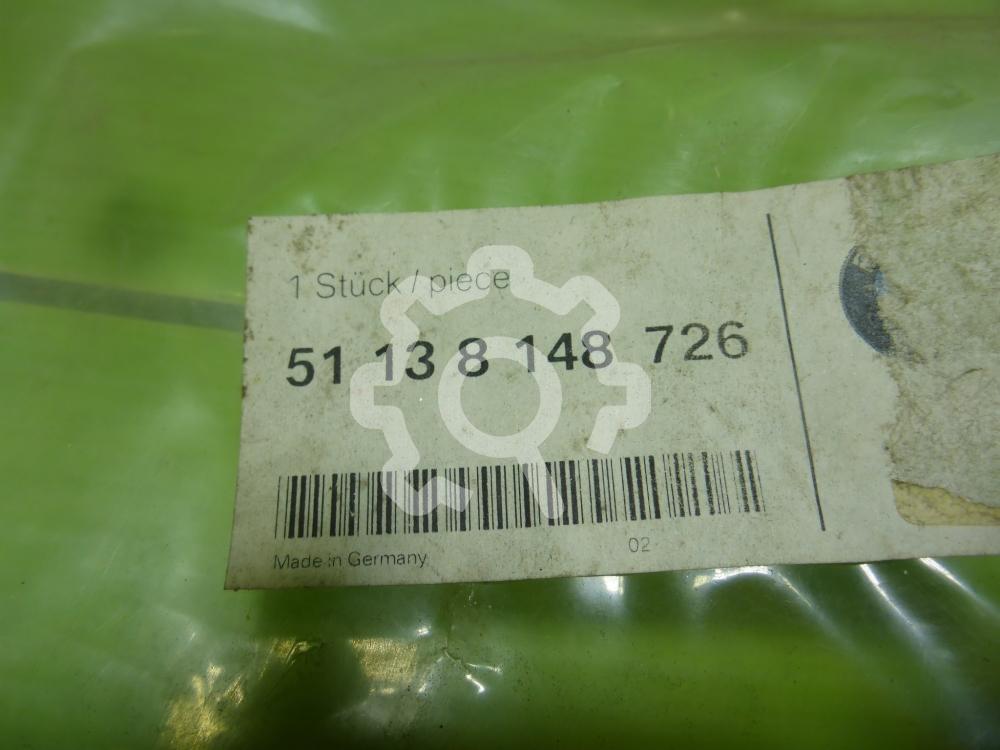 1 Stück / piece
51 13 8 148 726
Made in Germany
02